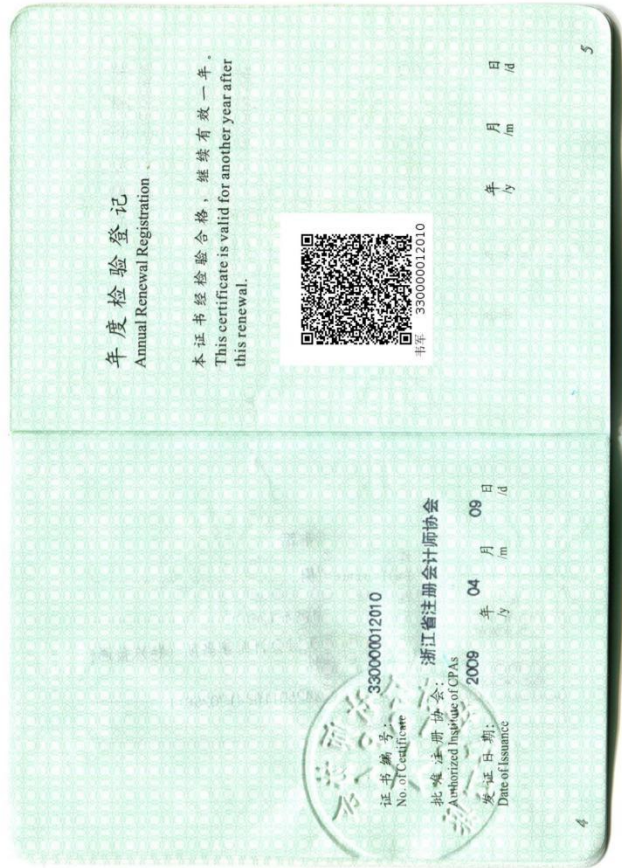 年度检验登记
Annual Renewal Registration
本证书经检验合格，继续有效一年。
This certificate is valid for another year after
this renewal.
书军 330000012010
年 月 日
/y /m /d
5
证书编号: 330000012010
No. of Certificate
批准注册协会: 浙江省注册会计师协会
Authorized Institute of CPAs
发证日期: 2009 年 04 月 09 日
Date of Issuance /y /m /d
4